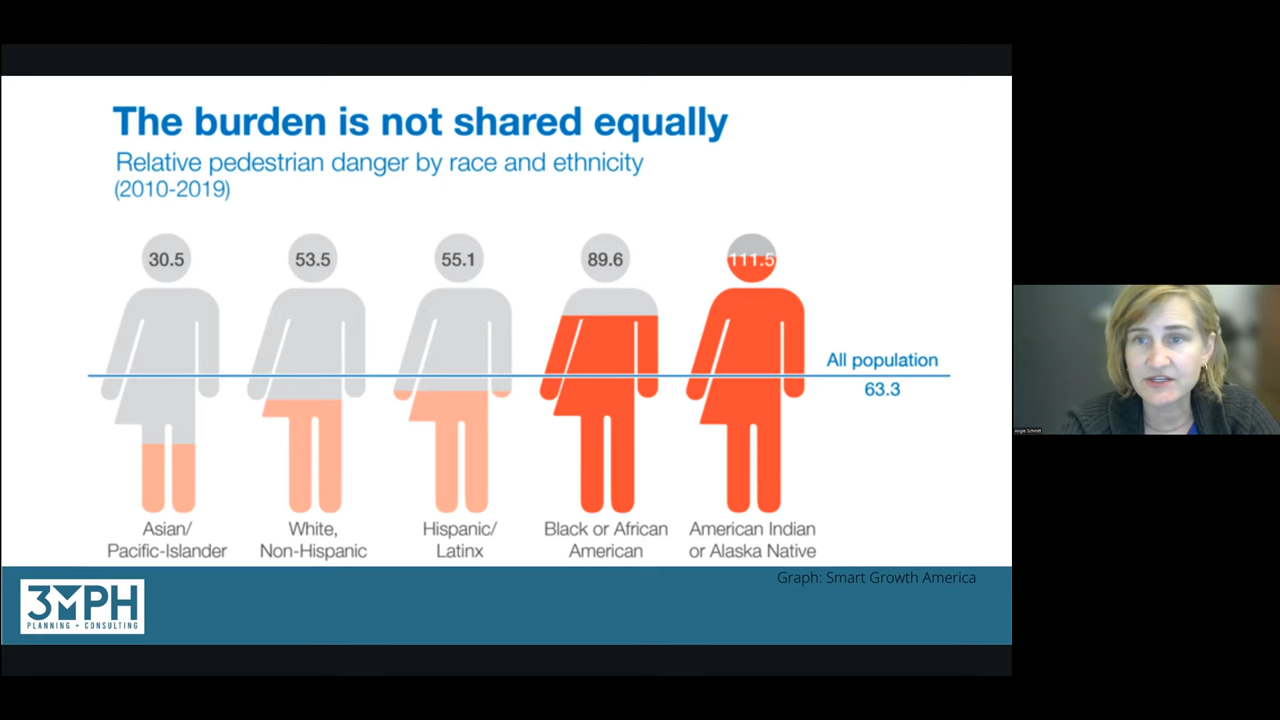 The burden is not shared equally
Relative pedestrian danger by race and ethnicity
(2010-2019)
30.5
53.5
55.1
89.6
111.5
All population
63.3
Asian/
Pacific-Islander
White,
Non-Hispanic
Hispanic/
Latinx
Black or African
American
American Indian
or Alaska Native
Graph: Smart Growth America
3MPH
PLANNING + CONSULTING
Angie Schmitt